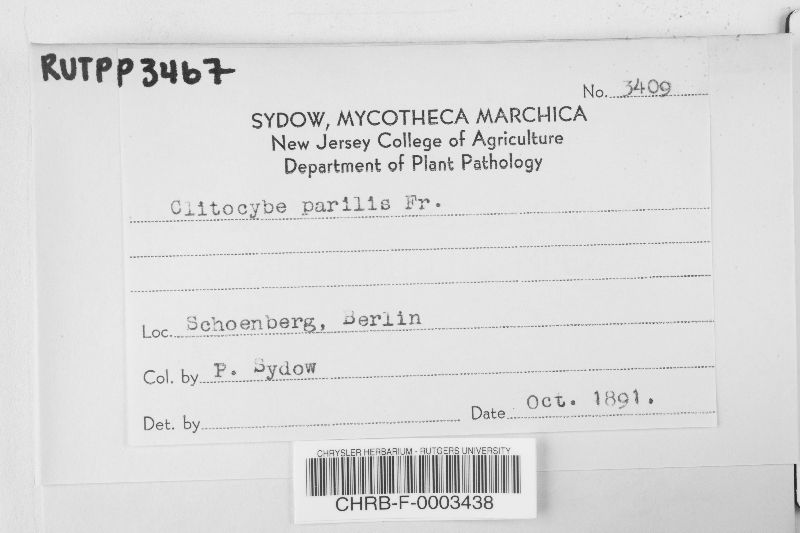 RUTPP3467
No. 3409
SYDOW, MYCOTHECA MARCHICA
New Jersey College of Agriculture
Department of Plant Pathology
Clitocybe parilis Fr.
Loc. Schoenberg, Berlin
Col. by P. Sydow
Det. by
Date Oct. 1891.
CHRYSLER HERBARIUM - RUTGERS UNIVERSITY
CHRB-F-0003438